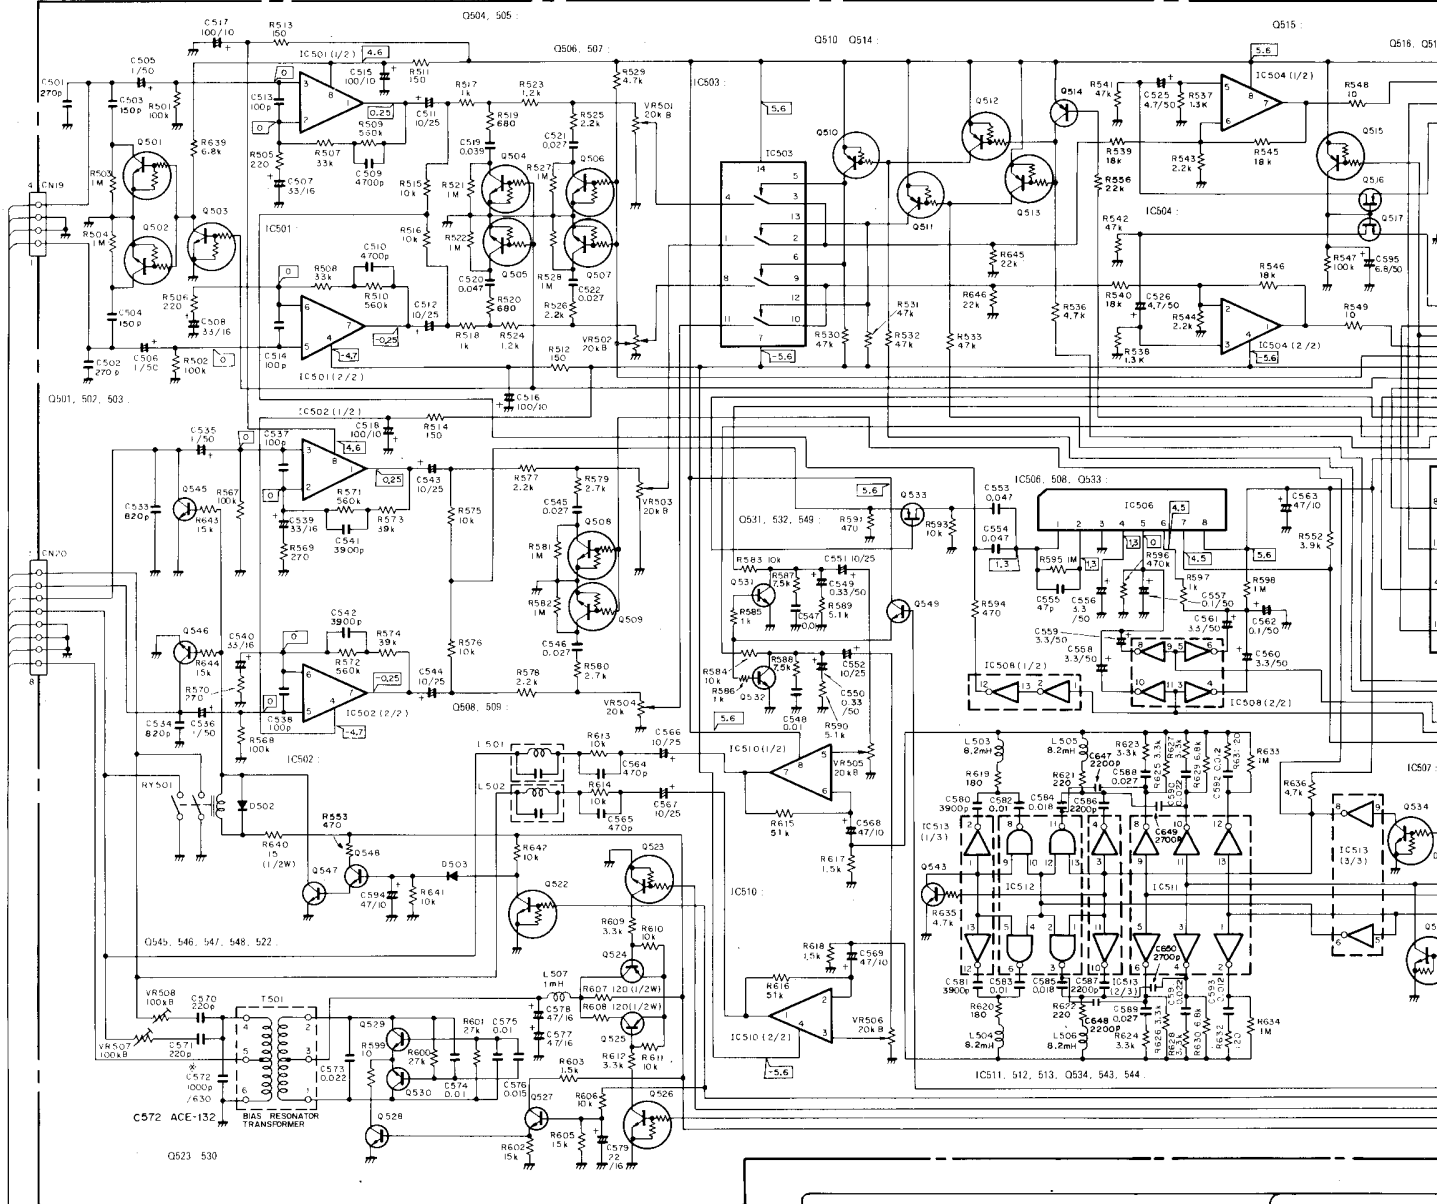 Q504, 505 :
Q515 :
C517
100/10
R513
150
IC501 (1/2)
4.6
Q506, 507 :
Q510 Q514 :
5.6
Q516, Q51
C501
270p
C505
1/50
C503
150p
R501
100k
C513
100p
C515
100/10
R511
150
0.25
C511
10/25
R517
1k
R523
1.2k
R529
4.7k
VR501
20kB
IC503 :
5.6
R541
47k
C525
4.7/50
R537
1.3K
IC504 (1/2)
R548
10
Q514
Q512
Q510
Q515
Q501
R639
6.8k
R505
220
R509
560k
R507
33k
C509
4700p
C507
33/16
R519
680
C519
0.039
Q504
R525
2.2k
C521
0.027
R527
1M
Q506
IC503
R539
18k
R556
22k
R543
2.2k
R545
18k
Q516
Q517
CN19
R503
1M
R504
1M
Q502
Q503
R515
10k
R521
1M
Q511
Q513
IC501 :
R516
10k
R522
1M
R542
47k
IC504 :
C510
4700p
R508
33k
R510
560k
C512
10/25
Q505
C520
0.047
R520
680
R528
1M
Q507
C522
0.027
R526
2.2k
R645
22k
R646
22k
R546
18k
R547
100k
C595
6.8/50
R506
220
C508
33/16
C504
150p
R518
1k
R524
1.2k
VR502
20kB
R531
47k
R530
47k
R532
47k
R533
47k
R536
4.7k
R540
18k
C526
4.7/50
R544
2.2k
R549
10
C502
270p
C506
1/50
R502
100k
C514
100p
-4.7
-0.25
IC501 (2/2)
R512
150
C516
100/10
-5.6
R538
1.3K
IC504 (2/2)
-5.6
Q501, 502, 503 :
IC502 (1/2)
C518
100/10
R514
150
C535
1/50
C537
100p
4.6
0.25
C543
10/25
R577
2.2k
R579
2.7k
VR503
20kB
Q545
R567
100k
R643
15k
C533
820p
C539
33/16
R569
270
R571
560k
C541
3900p
R573
39k
R575
10k
C545
0.027
Q508
R581
1M
R582
1M
Q509
C546
0.027
R580
2.7k
5.6
Q533
Q531, 532, 549 :
R591
470
R593
10k
C553
0.047
C554
0.047
1.3
IC506, 508, Q533 :
IC506
4.5
C563
47/10
R552
3.9k
R595 1M
R596
470k
R597
1k
R598
1M
5.6
C555
47p
C556
3.3
/50
C557
0.1/50
C561
3.3/50
C562
0.1/50
CN20
R583 10k
C551 10/25
Q531
R587
7.5k
C549
0.33/50
R589
5.1k
C547
0.01
R585
1k
Q549
R594
470
C559
3.3/50
C558
3.3/50
C560
3.3/50
IC508 (1/2)
IC508 (2/2)
Q546
C540
33/16
R644
15k
R570
270
C542
3900p
R572
560k
R574
39k
R576
10k
C544
10/25
R578
2.2k
VR504
20k
R584
10k
R586
1k
R588
7.5k
Q532
C552
10/25
C550
0.33
/50
R590
5.1k
C548
0.01
C534
820p
C536
1/50
C538
100p
R568
100k
-0.25
-4.7
IC502 (2/2)
Q508, 509 :
IC502 :
RY501
D502
L501
L502
R613
10k
C564
470p
R614
10k
C565
470p
C566
10/25
C567
10/25
5.6
IC510 (1/2)
VR505
20kB
R615
51k
C568
47/10
R617
1.5k
L503
8.2mH
R619
180
L505
8.2mH
R621
220
C647
2200p
R623
3.3k
C588
0.027
R625 3.3k
R627
3.3k
R629 6.8k
C590
0.022
C592 0.012
R631 120
R633
1M
R636
4.7k
IC507 :
C580
3900p
C582
0.01
C584
0.018
C586
2200p
C649
2700p
IC513
(1/3)
IC513
(3/3)
Q534
Q543
R635
4.7k
IC512
IC511
R553
470
R640
15
(1/2W)
Q548
Q547
C594
47/10
R641
10k
D503
R642
10k
Q523
Q522
IC510 :
Q545, 546, 547, 548, 522 .
R609
3.3k
R610
10k
Q524
R618
1.5k
C569
47/10
C650
2700p
C581
3900p
C583
0.01
C585
0.018
C587
2200p
IC513
(2/3)
C589
0.027
C593
0.012
R620
180
R622
220
C648
2200p
R624
3.3k
R626 3.3k
R628
3.3k
R630 6.8k
R632
120
R634
1M
L504
8.2mH
L506
8.2mH
VR508
100kB
C570
220p
T501
L507
1mH
R607 120 (1/2W)
R608 120 (1/2W)
R616
51k
VR506
20kB
IC510 (2/2)
-5.6
VR507
100kB
C571
220p
C572
1000p
/630
C573
0.022
Q529
R599
10
R600
27k
R601
27k
C575
0.01
C578
47/16
C577
47/16
Q525
R612
3.3k
R611
10k
R603
1.5k
Q530
C574
0.01
C576
0.015
IC511, 512, 513, Q534, 543, 544 .
C572 ACE-132
BIAS RESONATOR
TRANSFORMER
Q528
Q527
R606
10k
Q526
R602
15k
R605
15k
C579
22
/16
Q523 530